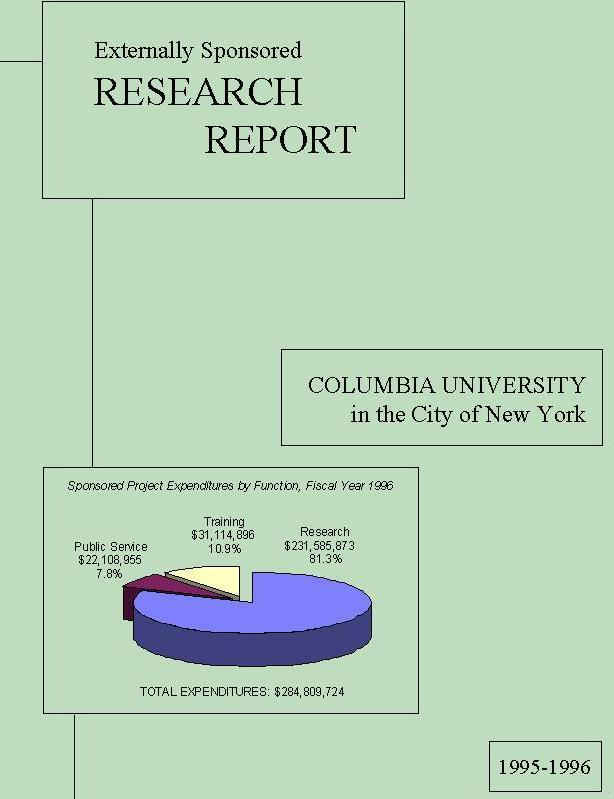 Externally Sponsored
RESEARCH
REPORT
COLUMBIA UNIVERSITY
in the City of New York
Sponsored Project Expenditures by Function, Fiscal Year 1996
Training
$31,114,896
10.9%
Research
$231,585,873
81.3%
Public Service
$22,108,955
7.8%
TOTAL EXPENDITURES: $284,809,724
1995-1996